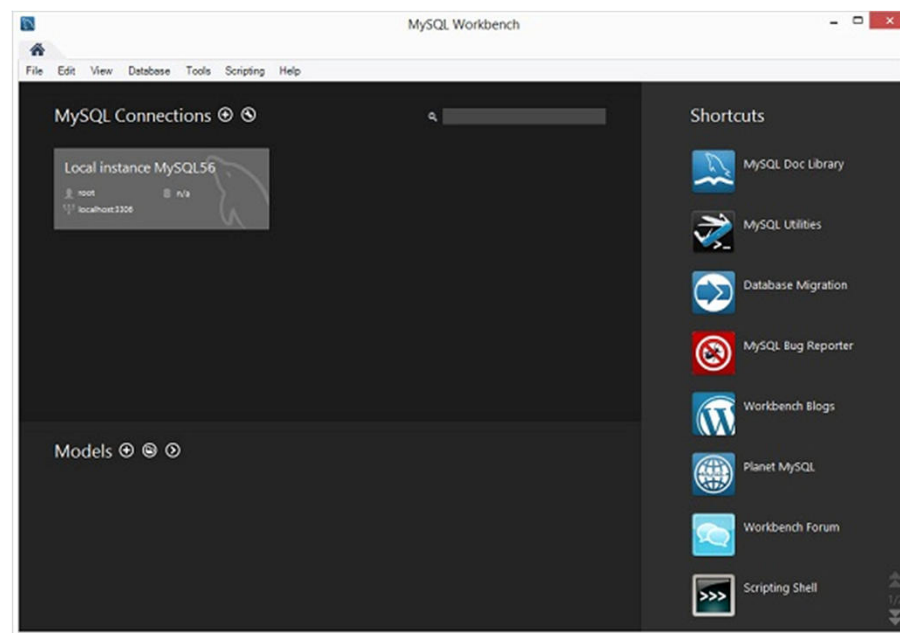 MySQL Workbench
File Edit View Database Tools Scripting Help
MySQL Connections
Local instance MySQL56
root n/a
localhost:3306
Models
Shortcuts
MySQL Doc Library
MySQL Utilities
Database Migration
MySQL Bug Reporter
Workbench Blogs
Planet MySQL
Workbench Forum
Scripting Shell